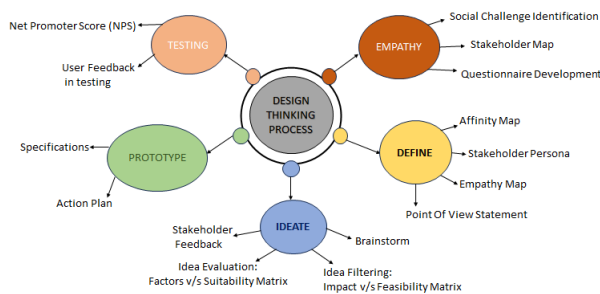 DESIGN
THINKING
PROCESS
EMPATHY
Social Challenge Identification
Stakeholder Map
Questionnaire Development
DEFINE
Affinity Map
Stakeholder Persona
Empathy Map
Point Of View Statement
IDEATE
Brainstorm
Idea Filtering:
Impact v/s Feasibility Matrix
Idea Evaluation:
Factors v/s Suitability Matrix
Stakeholder
Feedback
PROTOTYPE
Specifications
Action Plan
TESTING
Net Promoter Score (NPS)
User Feedback
in testing